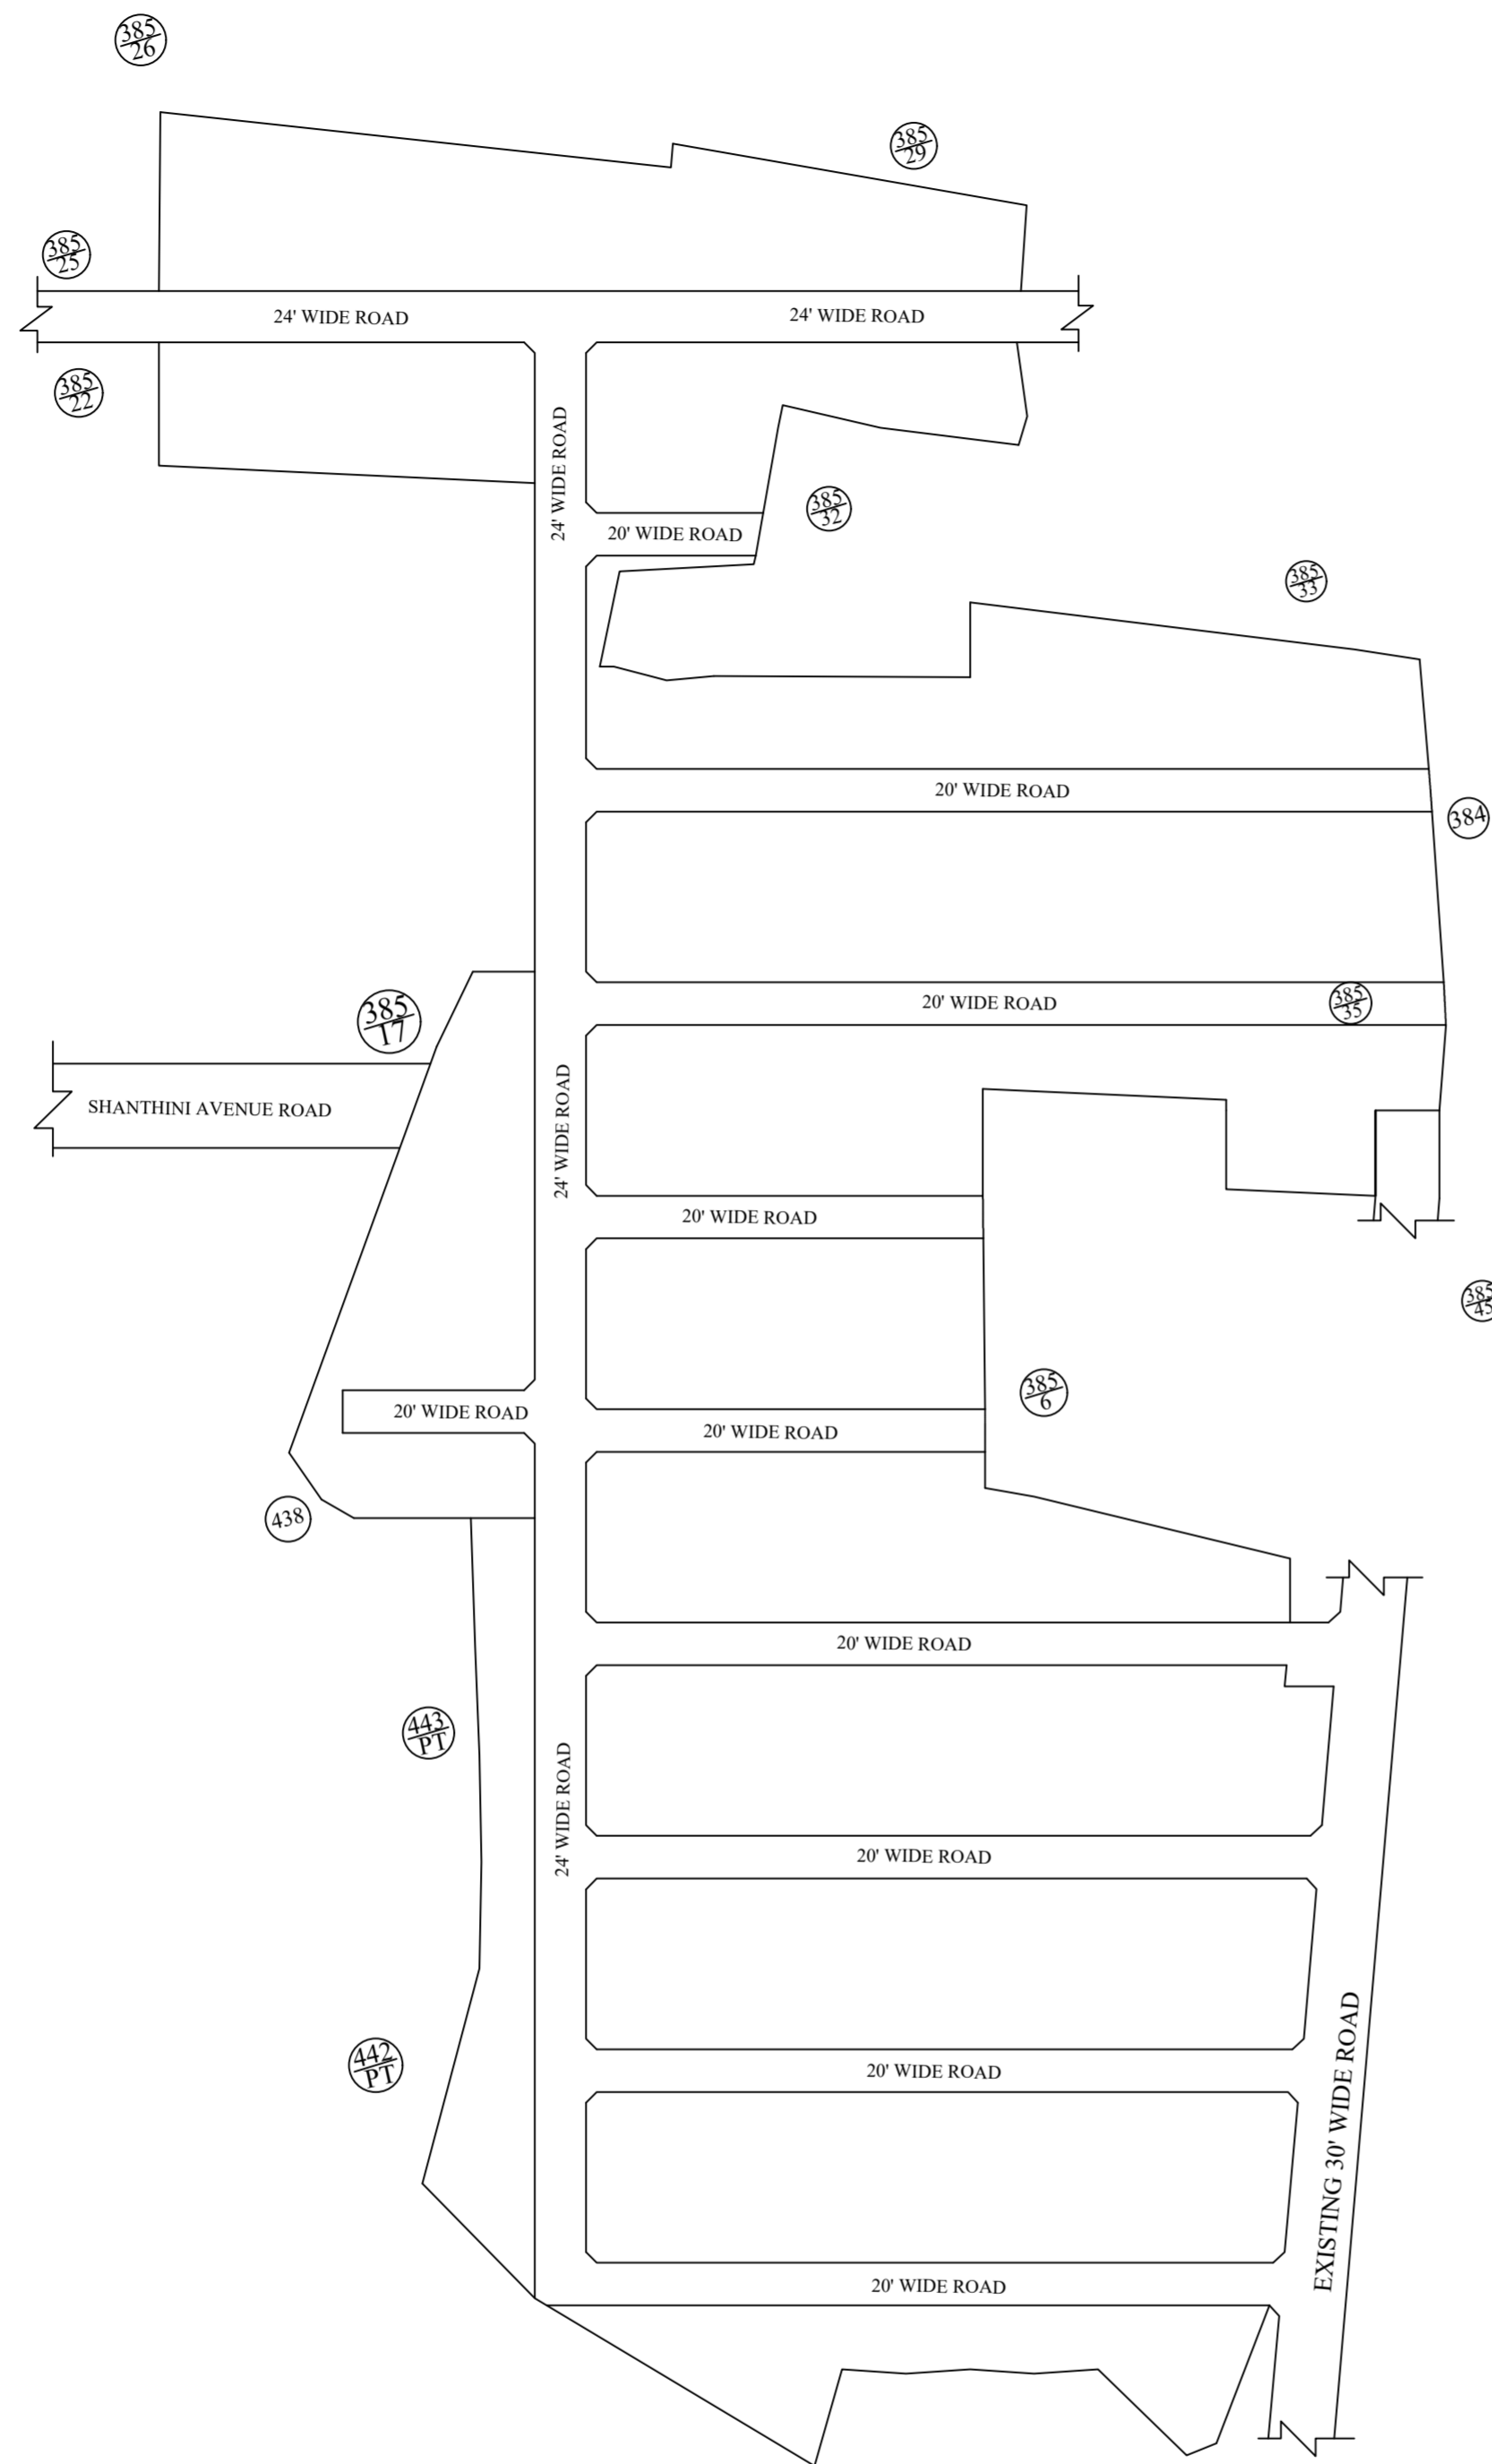 385
26
385
29
385
25
24' WIDE ROAD
24' WIDE ROAD
385
22
24' WIDE ROAD
385
32
20' WIDE ROAD
385
33
20' WIDE ROAD
384
385
17
20' WIDE ROAD
385
35
SHANTHINI AVENUE ROAD
24' WIDE ROAD
20' WIDE ROAD
385
45
385
6
20' WIDE ROAD
20' WIDE ROAD
438
20' WIDE ROAD
443
PT
24' WIDE ROAD
20' WIDE ROAD
442
PT
20' WIDE ROAD
EXISTING 30' WIDE ROAD
20' WIDE ROAD